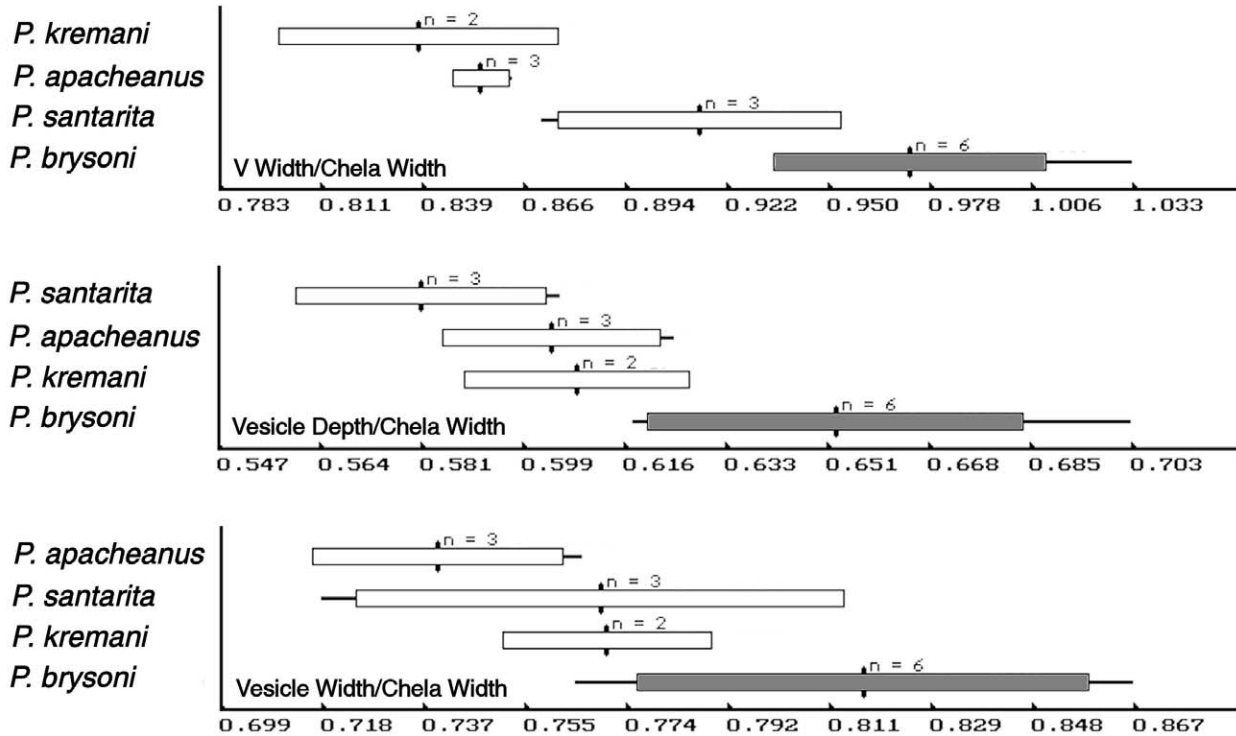 P. kremani n = 2
P. apacheanus n = 3
P. santarita n = 3
P. brysoni n = 6
V Width/Chela Width
0.783 0.811 0.839 0.866 0.894 0.922 0.950 0.978 1.006 1.033
P. santarita n = 3
P. apacheanus n = 3
P. kremani n = 2
P. brysoni n = 6
Vesicle Depth/Chela Width
0.547 0.564 0.581 0.599 0.616 0.633 0.651 0.668 0.685 0.703
P. apacheanus n = 3
P. santarita n = 3
P. kremani n = 2
P. brysoni n = 6
Vesicle Width/Chela Width
0.699 0.718 0.737 0.755 0.774 0.792 0.811 0.829 0.848 0.867